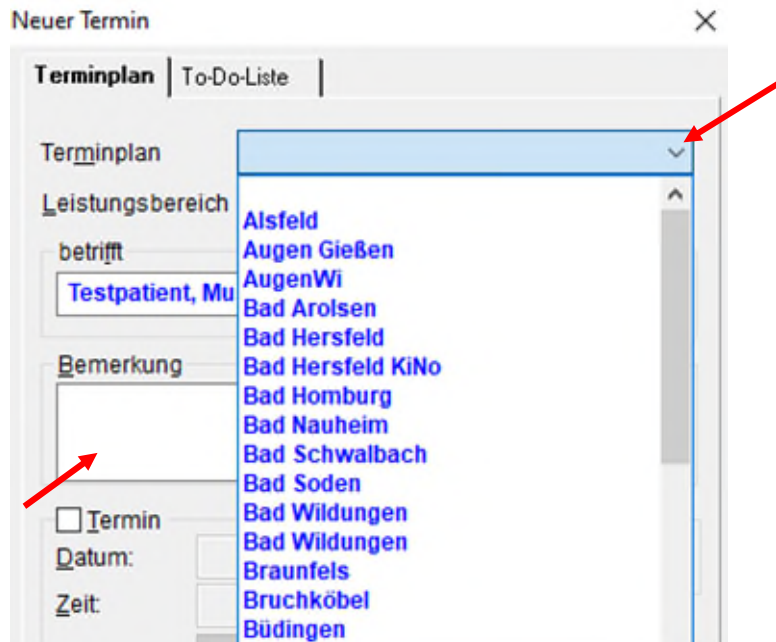 Neuer Termin
Terminplan To-Do-Liste
Terminplan
Leistungsbereich
betrifft
Testpatient, Mu
Bemerkung
Termin
Datum:
Zeit:
Alsfeld
Augen Gießen
AugenWi
Bad Arolsen
Bad Hersfeld
Bad Hersfeld KiNo
Bad Homburg
Bad Nauheim
Bad Schwalbach
Bad Soden
Bad Wildungen
Bad Wildungen
Braunfels
Bruchköbel
Büdingen